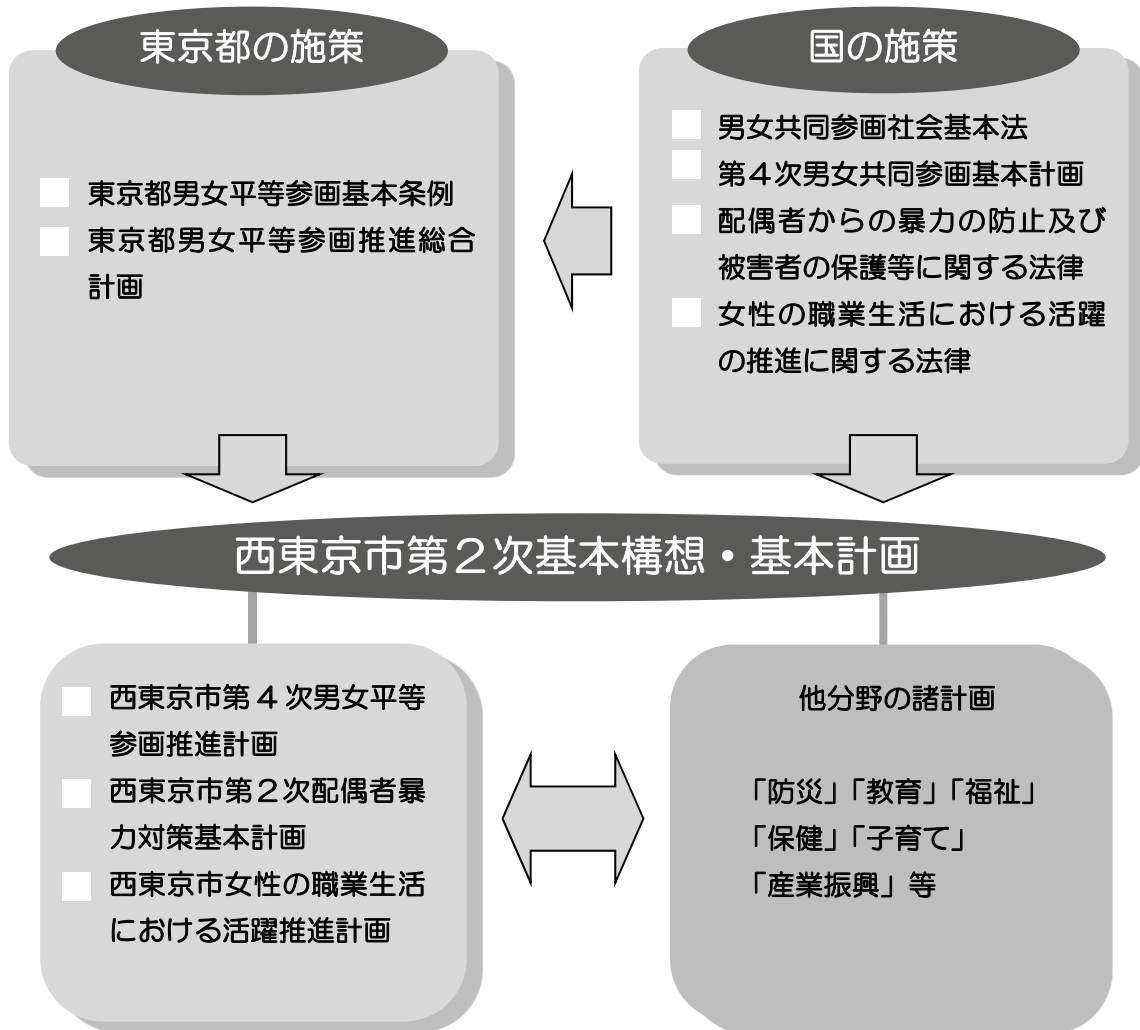 東京都の施策
東京都男女平等参画基本条例
東京都男女平等参画推進総合
計画
国の施策
男女共同参画社会基本法
第4次男女共同参画基本計画
配偶者からの暴力の防止及び
被害者の保護等に関する法律
女性の職業生活における活躍
の推進に関する法律
西東京市第2次基本構想・基本計画
西東京市第4次男女平等
参画推進計画
西東京市第2次配偶者暴
力対策基本計画
西東京市女性の職業生活
における活躍推進計画
他分野の諸計画
「防災」「教育」「福祉」
「保健」「子育て」
「産業振興」等